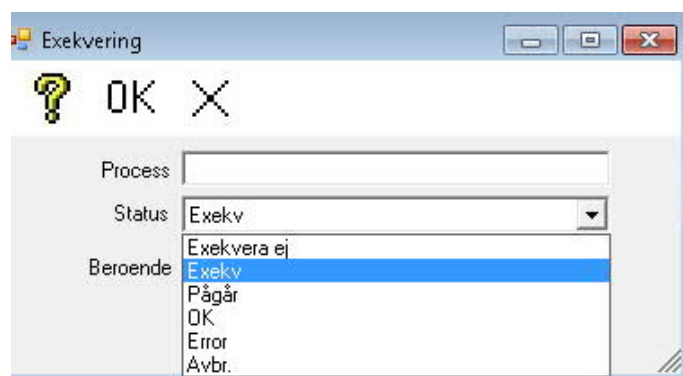 Exekvering
? OK X
Process
Status Exekv
Beroende
Exekvera ej
Exekv
Pågår
OK
Error
Avbr.